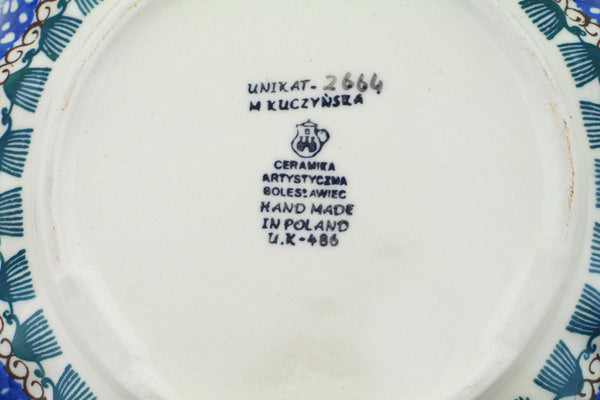 UNIKAT-2664
M KUCZYŃSKA
CERAMIKA
ARTYSTYCZNA
BOLESŁAWIEC
HAND MADE
IN POLAND
U.K-486